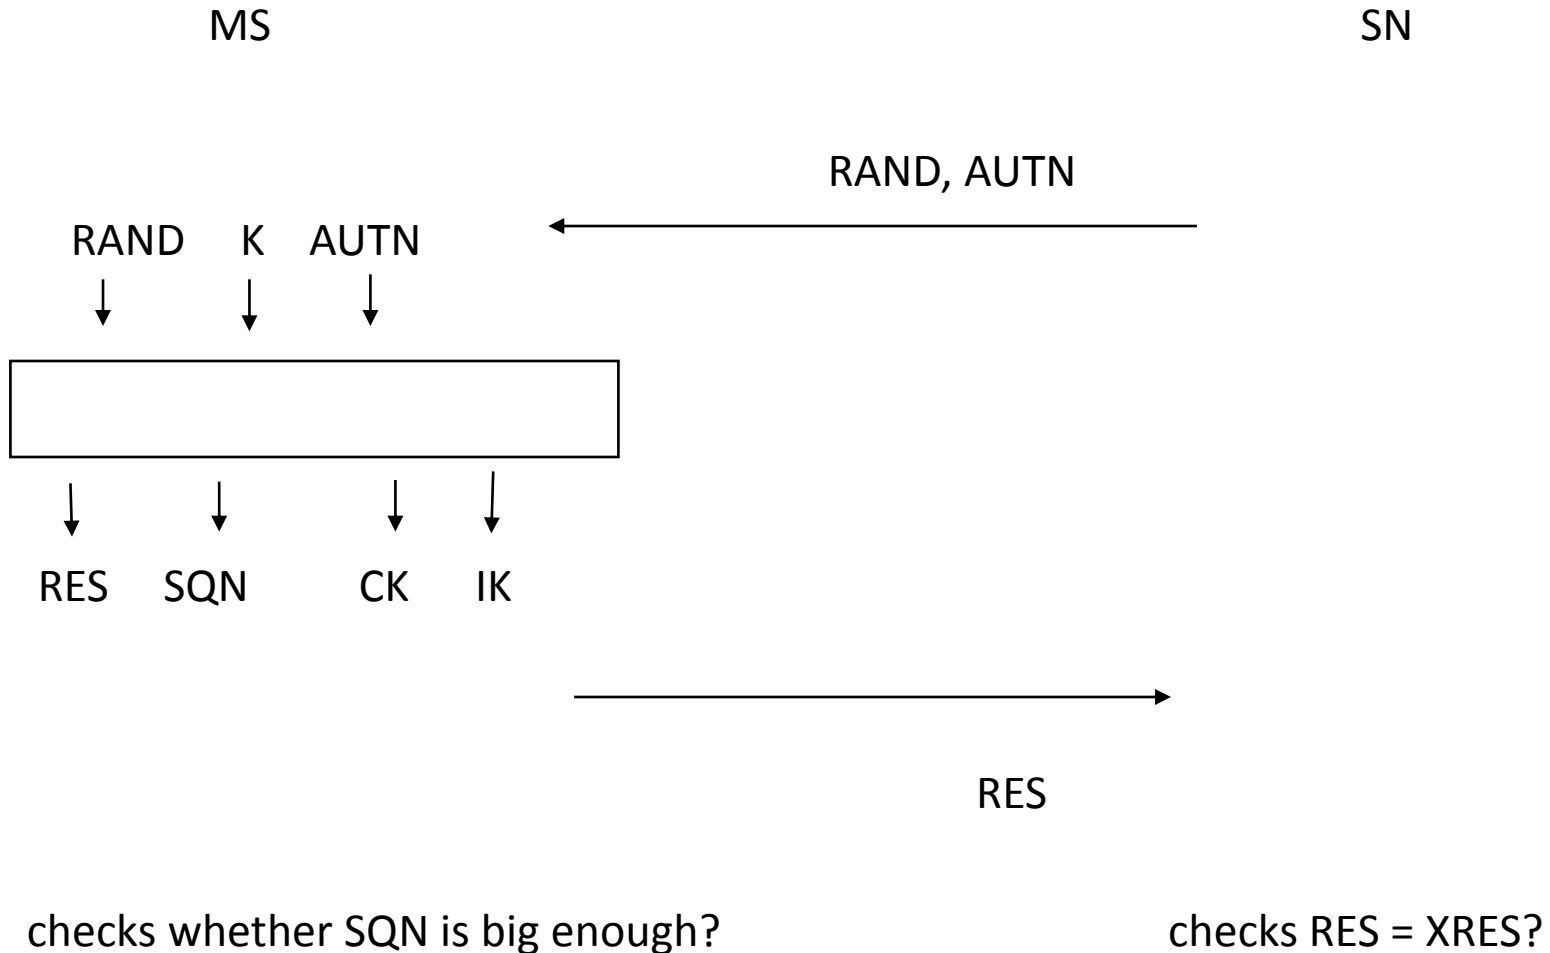 MS SN
RAND, AUTN
RAND K AUTN
RES SQN CK IK
RES
checks whether SQN is big enough? checks RES = XRES?